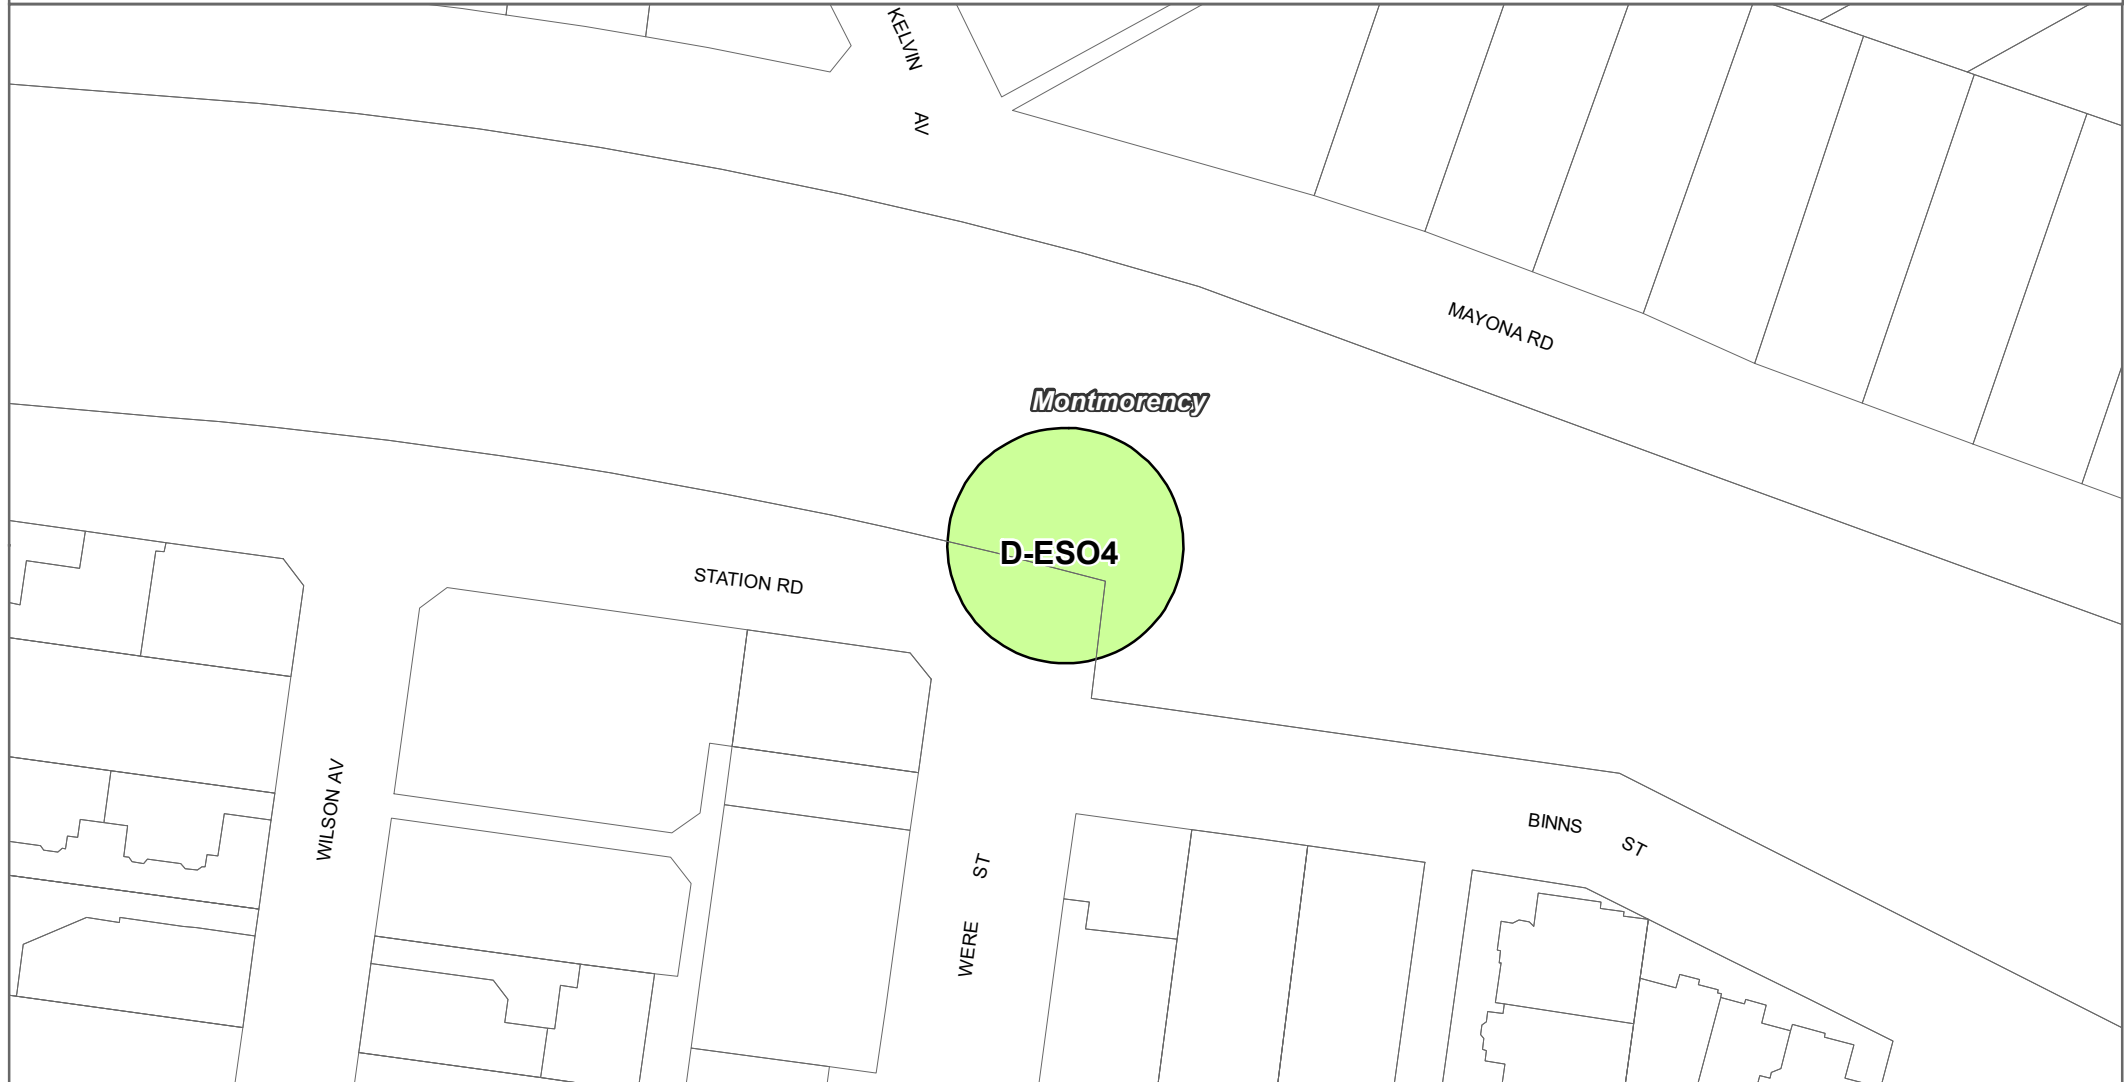 KELVIN
AV
MAYONA RD
Montmorency
D-ESO4
STATION RD
WILSON AV
BINNS
ST
ST
WERE